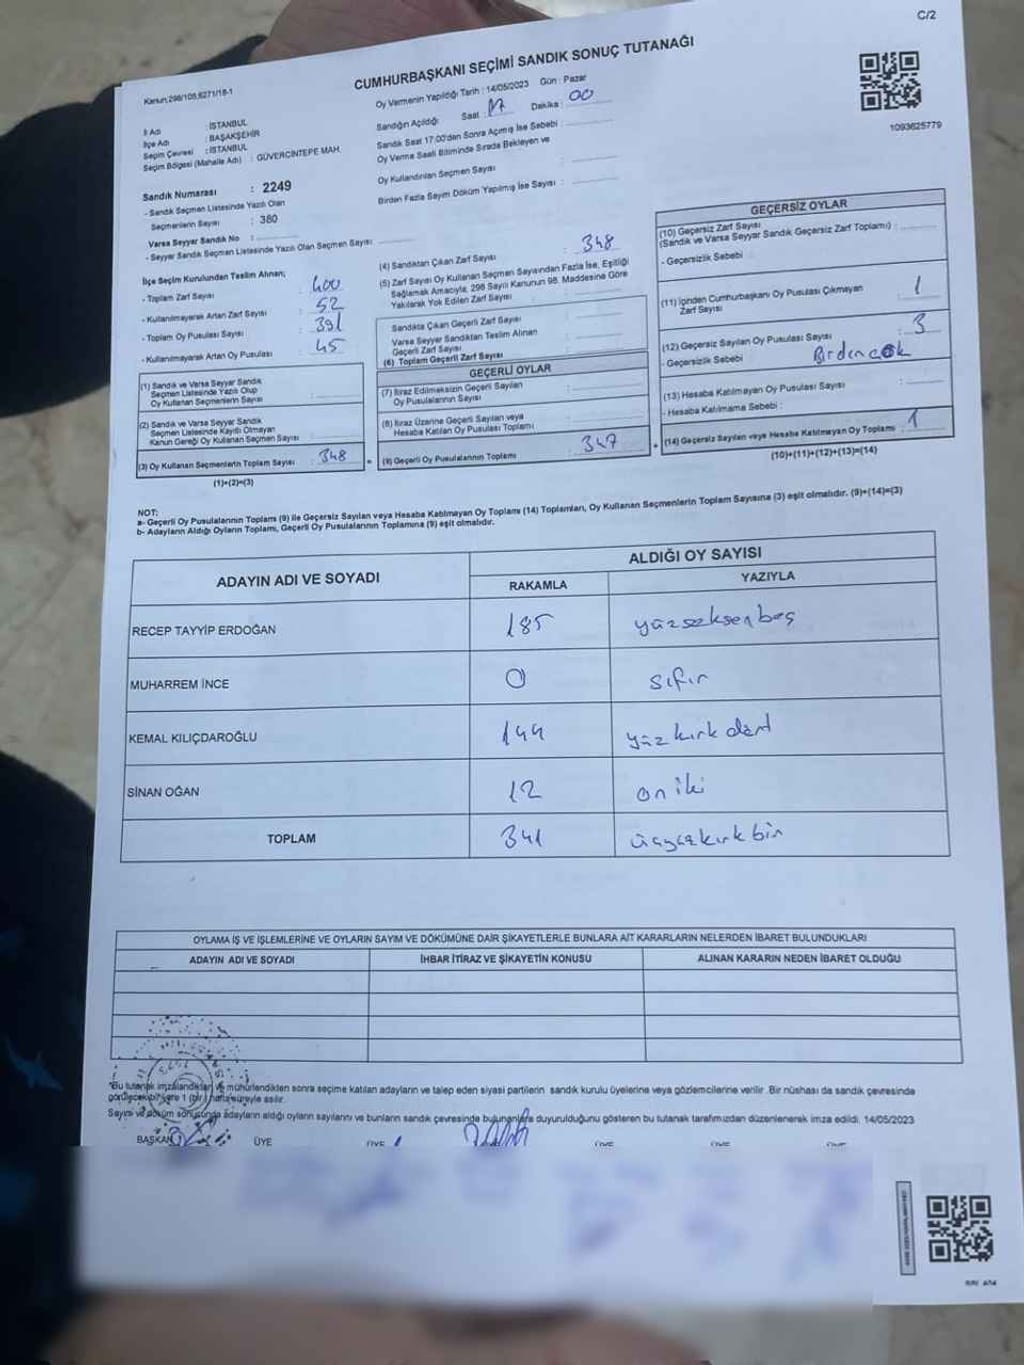 C/2
Kanun;298/105,6271/18-1
CUMHURBAŞKANI SEÇİMİ SANDIK SONUÇ TUTANAĞI
1093625779
İl Adı : İSTANBUL
İlçe Adı : BAŞAKŞEHİR
Seçim Çevresi : İSTANBUL
Seçim Bölgesi (Mahalle Adı) : GÜVERCİNTEPE MAH.
Sandık Numarası : 2249
- Sandık Seçmen Listesinde Yazılı Olan
Seçmenlerin Sayısı : 380
Varsa Seyyar Sandık No :
- Seyyar Sandık Seçmen Listesinde Yazılı Olan Seçmen Sayısı:
Oy Vermenin Yapıldığı Tarih : 14/05/2023 Gün : Pazar
Sandığın Açıldığı Saat : 17 Dakika : 00
Sandık Saat 17:00'den Sonra Açılmış İse Sebebi :
Oy Verme Saati Bitiminde Sırada Bekleyen ve
Oy Kullandırılan Seçmen Sayısı :
Birden Fazla Sayım Döküm Yapılmış İse Sayısı :
İlçe Seçim Kurulundan Teslim Alınan;
- Toplam Zarf Sayısı : 400
- Kullanılmayarak Artan Zarf Sayısı : 52
- Toplam Oy Pusulası Sayısı : 391
- Kullanılmayarak Artan Oy Pusulası : 45
(1) Sandık ve Varsa Seyyar Sandık
Seçmen Listesinde Yazılı Olup
Oy Kullanan Seçmenlerin Sayısı :
(2) Sandık ve Varsa Seyyar Sandık
Seçmen Listesinde Kayıtlı Olmayan
Kanun Gereği Oy Kullanan Seçmen Sayısı :
(3) Oy Kullanan Seçmenlerin Toplam Sayısı : 348
(1)+(2)=(3)
(4) Sandıktan Çıkan Zarf Sayısı : 348
(5) Zarf Sayısı Oy Kullanan Seçmen Sayısından Fazla İse, Eşitliği
Sağlamak Amacıyla, 298 Sayılı Kanunun 98. Maddesine Göre
Yakılarak Yok Edilen Zarf Sayısı :
Sandıkta Çıkan Geçerli Zarf Sayısı :
Varsa Seyyar Sandıktan Teslim Alınan
Geçerli Zarf Sayısı :
(6) Toplam Geçerli Zarf Sayısı :
GEÇERLİ OYLAR
(7) İtiraz Edilmeksizin Geçerli Sayılan
Oy Pusulalarının Sayısı :
(8) İtiraz Üzerine Geçerli Sayılan veya
Hesaba Katılan Oy Pusulası Toplamı :
= (9) Geçerli Oy Pusulalarının Toplamı : 347
GEÇERSİZ OYLAR
(10) Geçersiz Zarf Sayısı
(Sandık ve Varsa Seyyar Sandık Geçersiz Zarf Toplamı) :
- Geçersizlik Sebebi
(11) İçinden Cumhurbaşkanı Oy Pusulası Çıkmayan
Zarf Sayısı : 1
(12) Geçersiz Sayılan Oy Pusulası Sayısı : 3
- Geçersizlik Sebebi Birden çok
(13) Hesaba Katılmayan Oy Pusulası Sayısı :
- Hesaba Katılmama Sebebi :
+ (14) Geçersiz Sayılan veya Hesaba Katılmayan Oy Toplamı : 1
(10)+(11)+(12)+(13)=(14)
NOT:
a- Geçerli Oy Pusulalarının Toplam (9) ile Geçersiz Sayılan veya Hesaba Katılmayan Oy Toplamı (14) Toplamları, Oy Kullanan Seçmenlerin Toplam Sayısına (3) eşit olmalıdır. (9)+(14)=(3)
b- Adayların Aldığı Oyların Toplamı, Geçerli Oy Pusulalarının Toplamına (9) eşit olmalıdır.
ADAYIN ADI VE SOYADI ALDIĞI OY SAYISI
RAKAMLA YAZIYLA
RECEP TAYYİP ERDOĞAN 185 yüzseksenbeş
MUHARREM İNCE 0 sıfır
KEMAL KILIÇDAROĞLU 144 yüzkırkdört
SİNAN OĞAN 12 oniki
TOPLAM 341 üçyüzkırkbir
OYLAMA İŞ VE İŞLEMLERİNE VE OYLARIN SAYIM VE DÖKÜMÜNE DAİR ŞİKAYETLERLE BUNLARA AİT KARARLARIN NELERDEN İBARET BULUNDUKLARI
ADAYIN ADI VE SOYADI İHBAR İTİRAZ VE ŞİKAYETİN KONUSU ALINAN KARARIN NEDEN İBARET OLDUĞU
*Bu tutanak imzalandıktan ve mühürlendikten sonra seçime katılan adayların ve talep eden siyasi partilerin sandık kurulu üyelerine veya gözlemcilerine verilir. Bir nüshası da sandık çevresinde
görülecek bir yere 1 (bir) hafta süreyle asılır.
Sayım ve döküm sonucunda adayların aldığı oyların sayılarını ve bunların sandık çevresinde bulunanlara duyurulduğunu gösteren bu tutanak tarafımızdan düzenlenerek imza edildi. 14/05/2023
BAŞKAN ÜYE ÜYE ÜYE ÜYE ÜYE